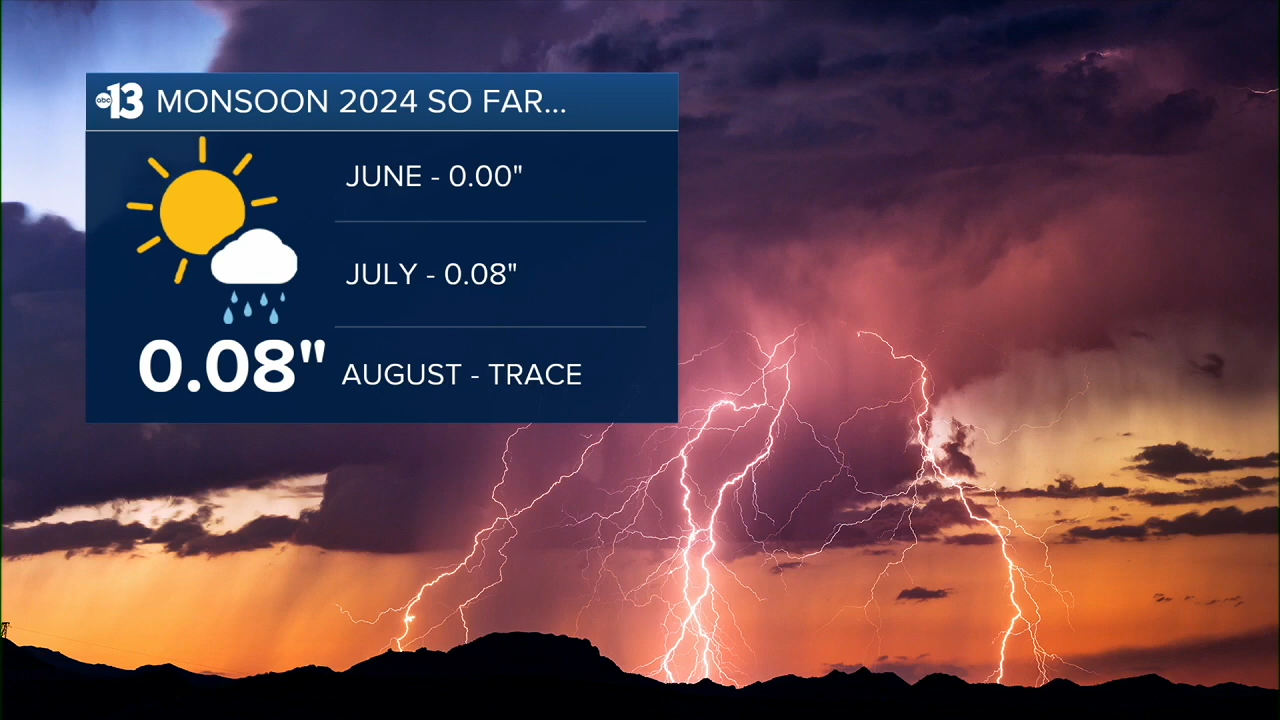 abc 13 MONSOON 2024 SO FAR...
JUNE - 0.00"
JULY - 0.08"
0.08"
AUGUST - TRACE